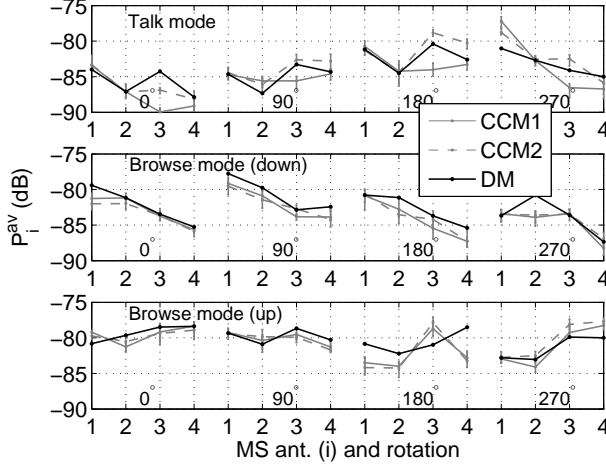 Talk mode
−75
−80
−85
−90
0° 90° 180° 270°
1 2 3 4 1 2 3 4 1 2 3 4 1 2 3 4
CCM1
CCM2
DM
Browse mode (down)
P_i^av (dB)
−75
−80
−85
−90
0° 90° 180° 270°
1 2 3 4 1 2 3 4 1 2 3 4 1 2 3 4
Browse mode (up)
−75
−80
−85
−90
0° 90° 180° 270°
1 2 3 4 1 2 3 4 1 2 3 4 1 2 3 4
MS ant. (i) and rotation